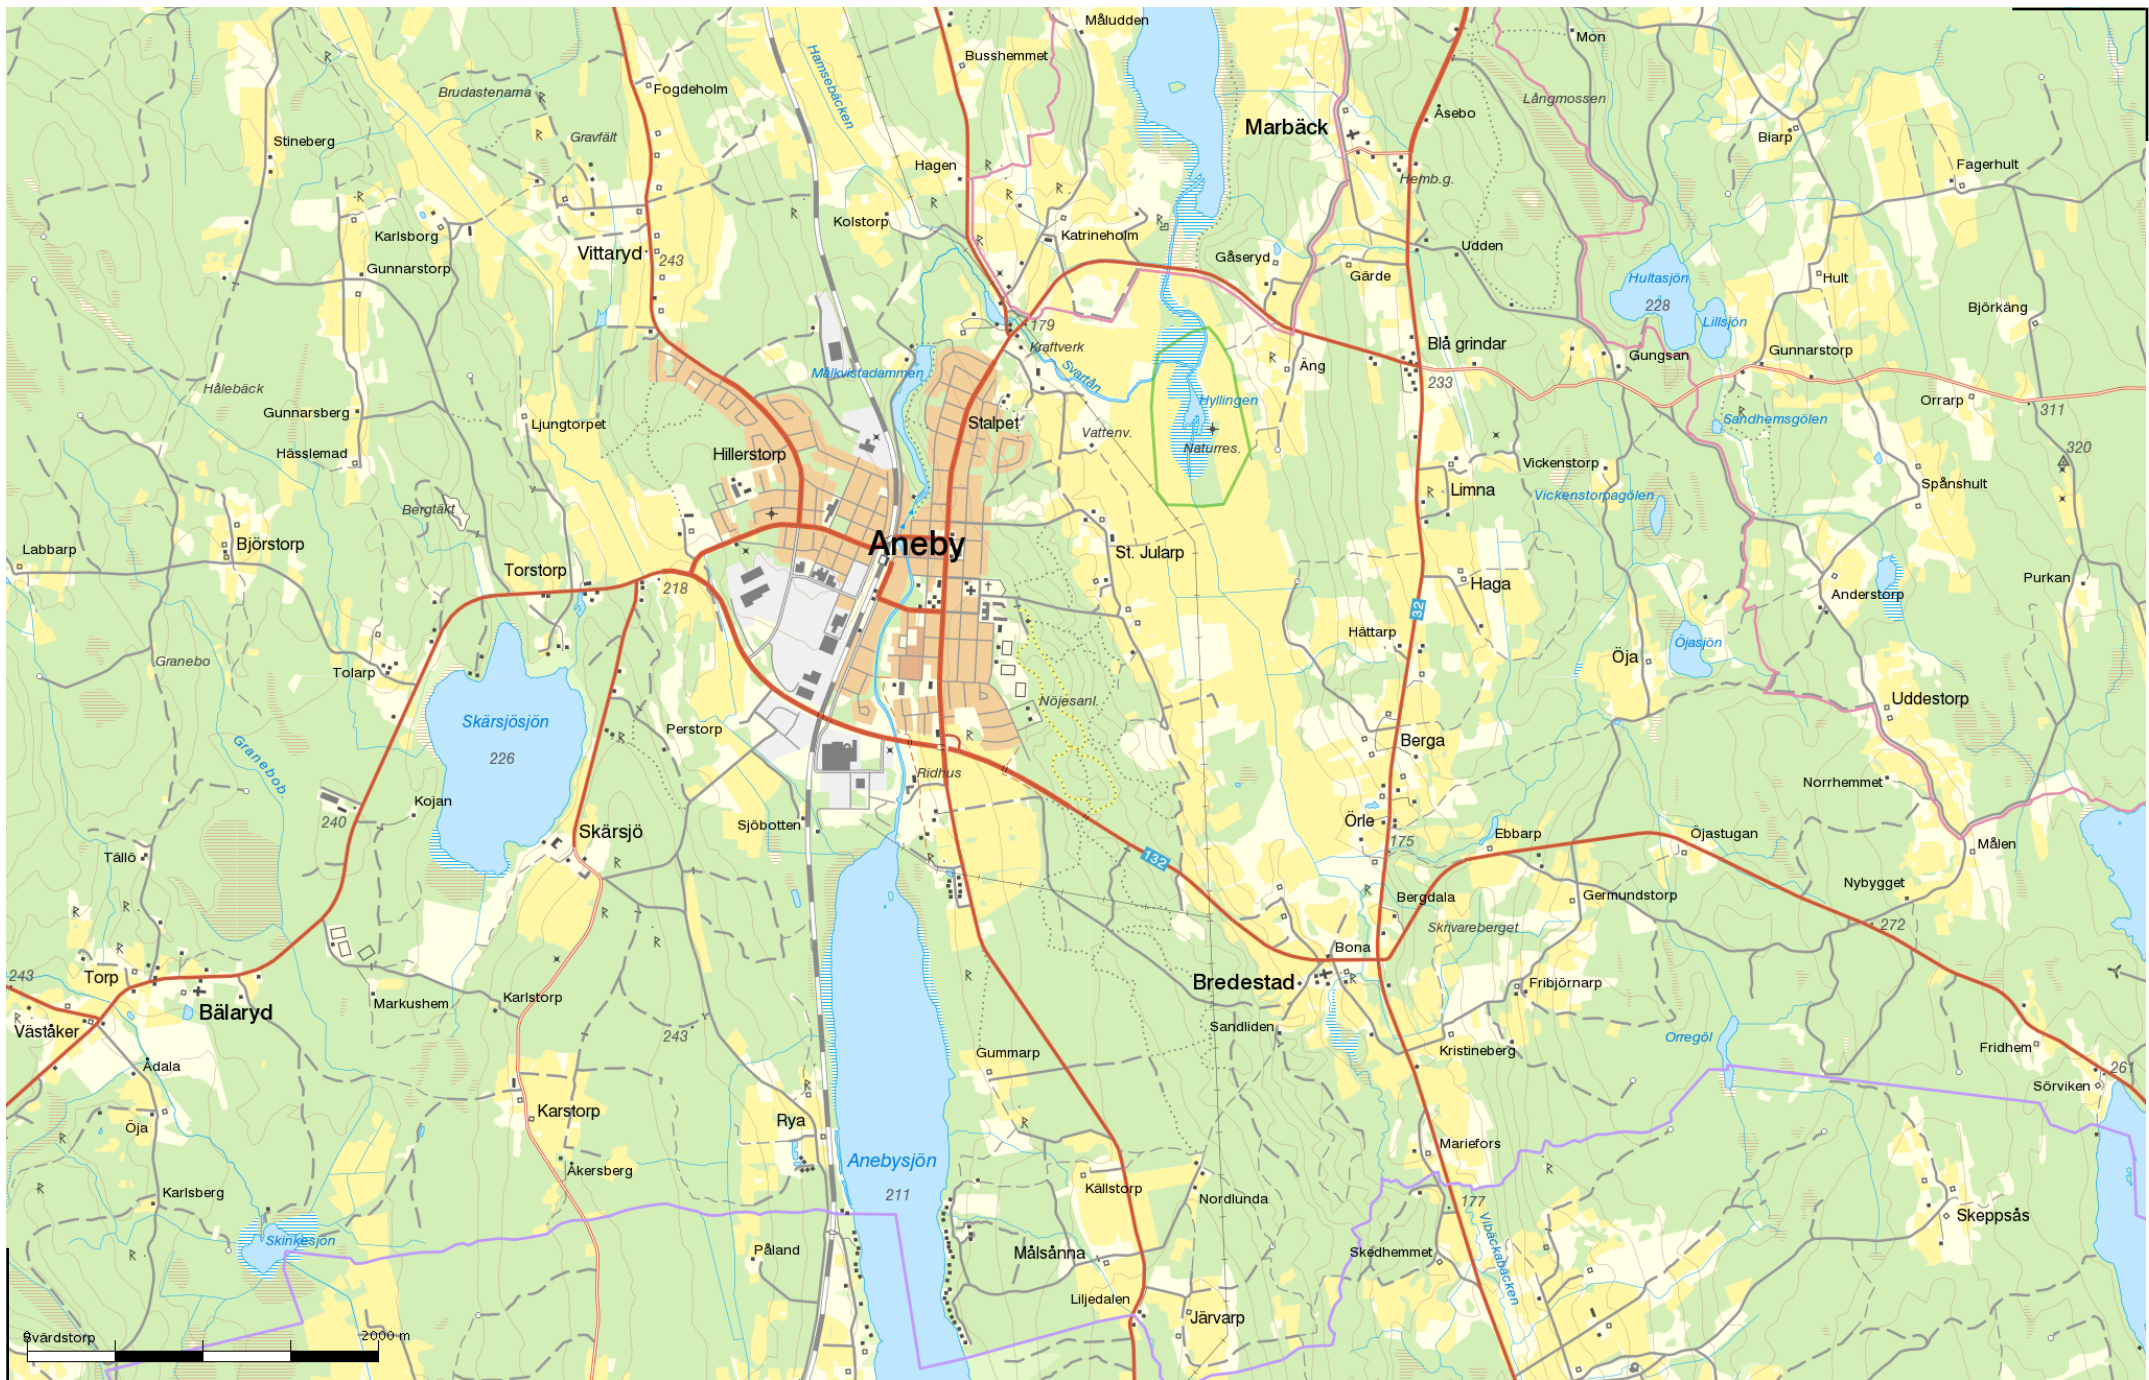 Måludden
Mon
Busshemmet
Hamsebäcken
Fogdeholm
Brudastenarna
Långmossen
Åsebo
Marbäck
Biarp
Stineberg
Gravfält
Hagen
Hemb.g.
Fagerhult
Kolstorp
Karlsborg
Katrineholm
Udden
Vittaryd
243
Gåseryd
Gärde
Gunnarstorp
Hultasjön
Hult
228
Björkäng
Lillsjön
179
Kraftverk
Blå grindar
Gungsan
Gunnarstorp
Målkvistadammen
Svartån
Äng
233
Hålebäck
Hyllingen
Orrarp
311
Gunnarsberg
Ljungtorpet
Stalpet
Sandhemsgölen
Vattenv.
Naturres.
320
Hässlemad
Hillerstorp
Vickenstorp
Limna
Vickenstorpagölen
Spånshult
Bergtäkt
Björstorp
Aneby
Labbarp
St. Jularp
Torstorp
218
Haga
Purkan
Anderstorp
32
Hättarp
Öjasjön
Granebo
Öja
Tolarp
Nöjesanl.
Uddestorp
Skärsjösjön
226
Perstorp
Berga
Granebob.
Ridhus
Norrhemmet
Kojan
240
Sjöbotten
Skärsjö
Örle
175
Ebbarp
Öjastugan
Målen
Tällö
132
Nybygget
Bergdala
Germundstorp
Skrivareberget
272
Bona
243
Torp
Bredestad
Fribjörnarp
Markushem
Karlstorp
Bälaryd
Väståker
Sandliden
243
Orregöl
Kristineberg
Gummarp
Fridhem
Ådala
261
Sörviken
Karstorp
Öja
Rya
Mariefors
Anebysjön
Åkersberg
211
Källstorp
Nordlunda
Karlsberg
177
Skeppsås
Vibäckabäcken
Skinkesjön
Påland
Målsånna
Skedhemmet
Liljedalen
Järvarp
Svärdstorp
0
2000 m